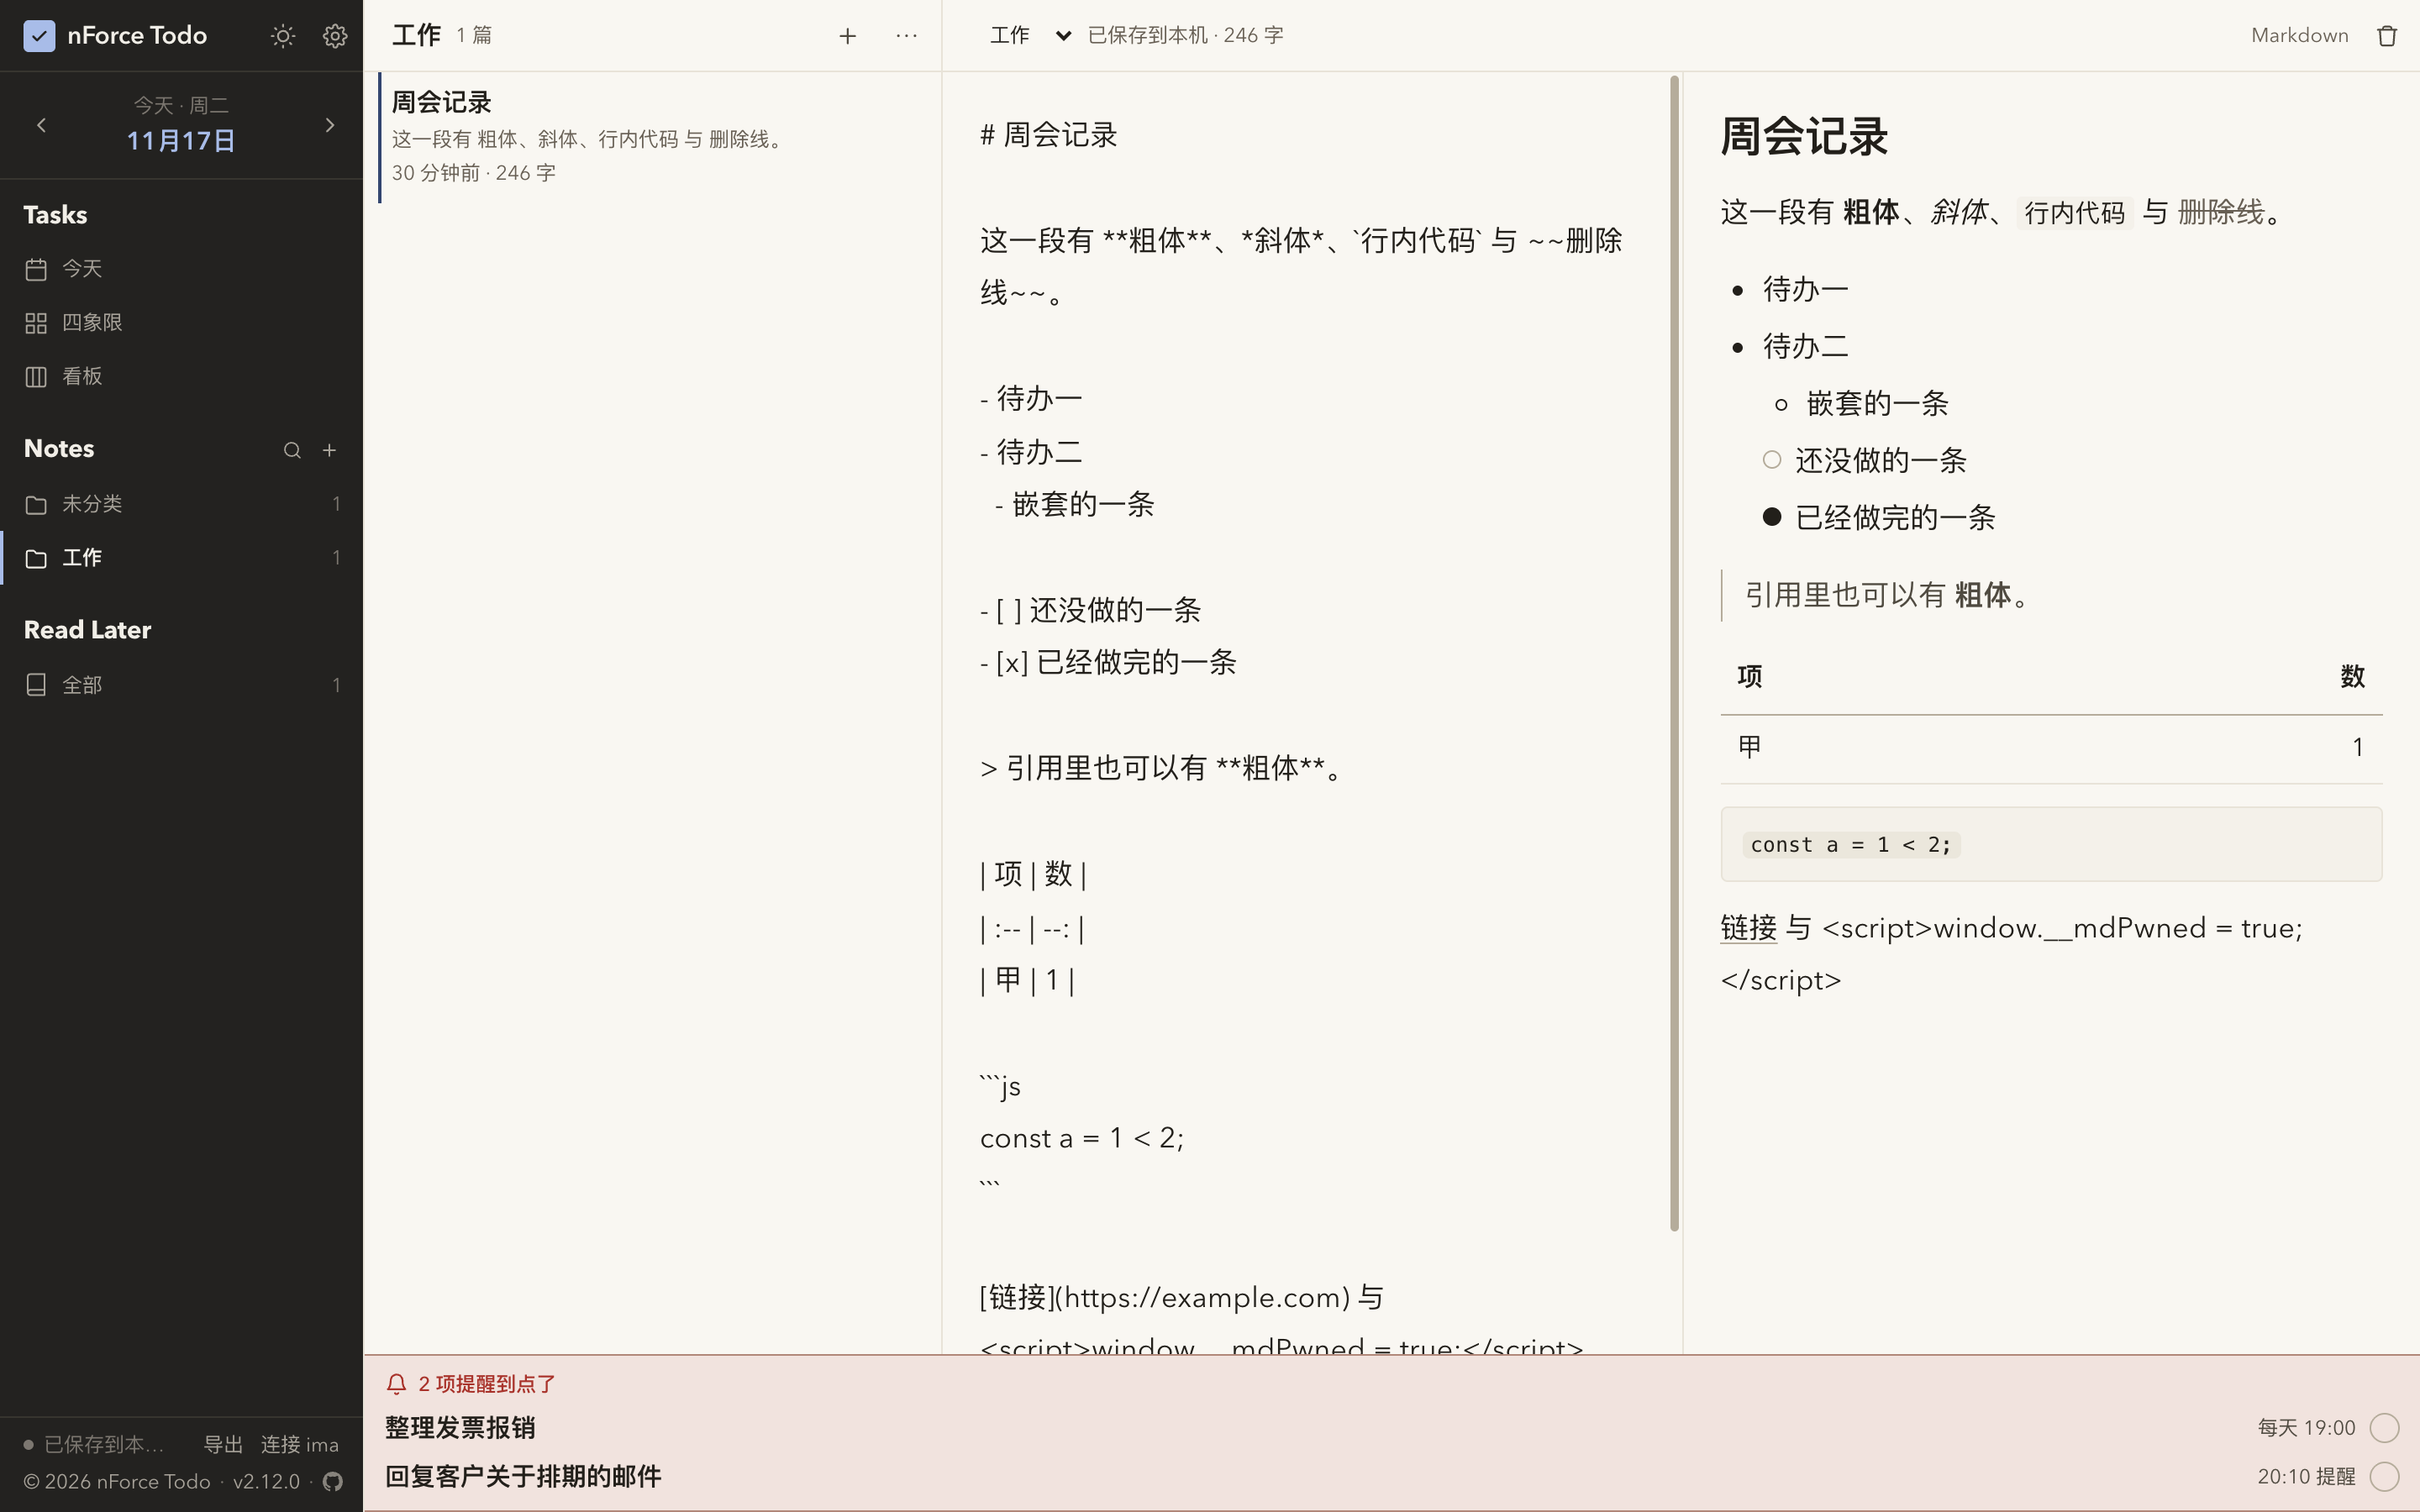 nForce Todo
今天 · 周二
11月17日
Tasks
今天
四象限
看板
Notes
未分类 1
工作 1
Read Later
全部 1
已保存到本... 导出 连接 ima
© 2026 nForce Todo · v2.12.0 ·
工作 1 篇
周会记录
这一段有 粗体、斜体、行内代码 与 删除线。
30 分钟前 · 246 字
工作 已保存到本机 · 246 字
Markdown
# 周会记录
这一段有 **粗体**、*斜体*、`行内代码` 与 ~~删除
线~~。
- 待办一
- 待办二
  - 嵌套的一条
- [ ] 还没做的一条
- [x] 已经做完的一条
> 引用里也可以有 **粗体**。
| 项 | 数 |
| :-- | --: |
| 甲 | 1 |
```js
const a = 1 < 2;
```
[链接](https://example.com) 与
<script>window.__mdPwned = true;</script>
周会记录
这一段有 粗体、斜体、行内代码 与 删除线。
待办一
待办二
嵌套的一条
还没做的一条
已经做完的一条
引用里也可以有 粗体。
项 数
甲 1
const a = 1 < 2;
链接 与 <script>window.__mdPwned = true;
</script>
2 项提醒到点了
整理发票报销 每天 19:00
回复客户关于排期的邮件 20:10 提醒